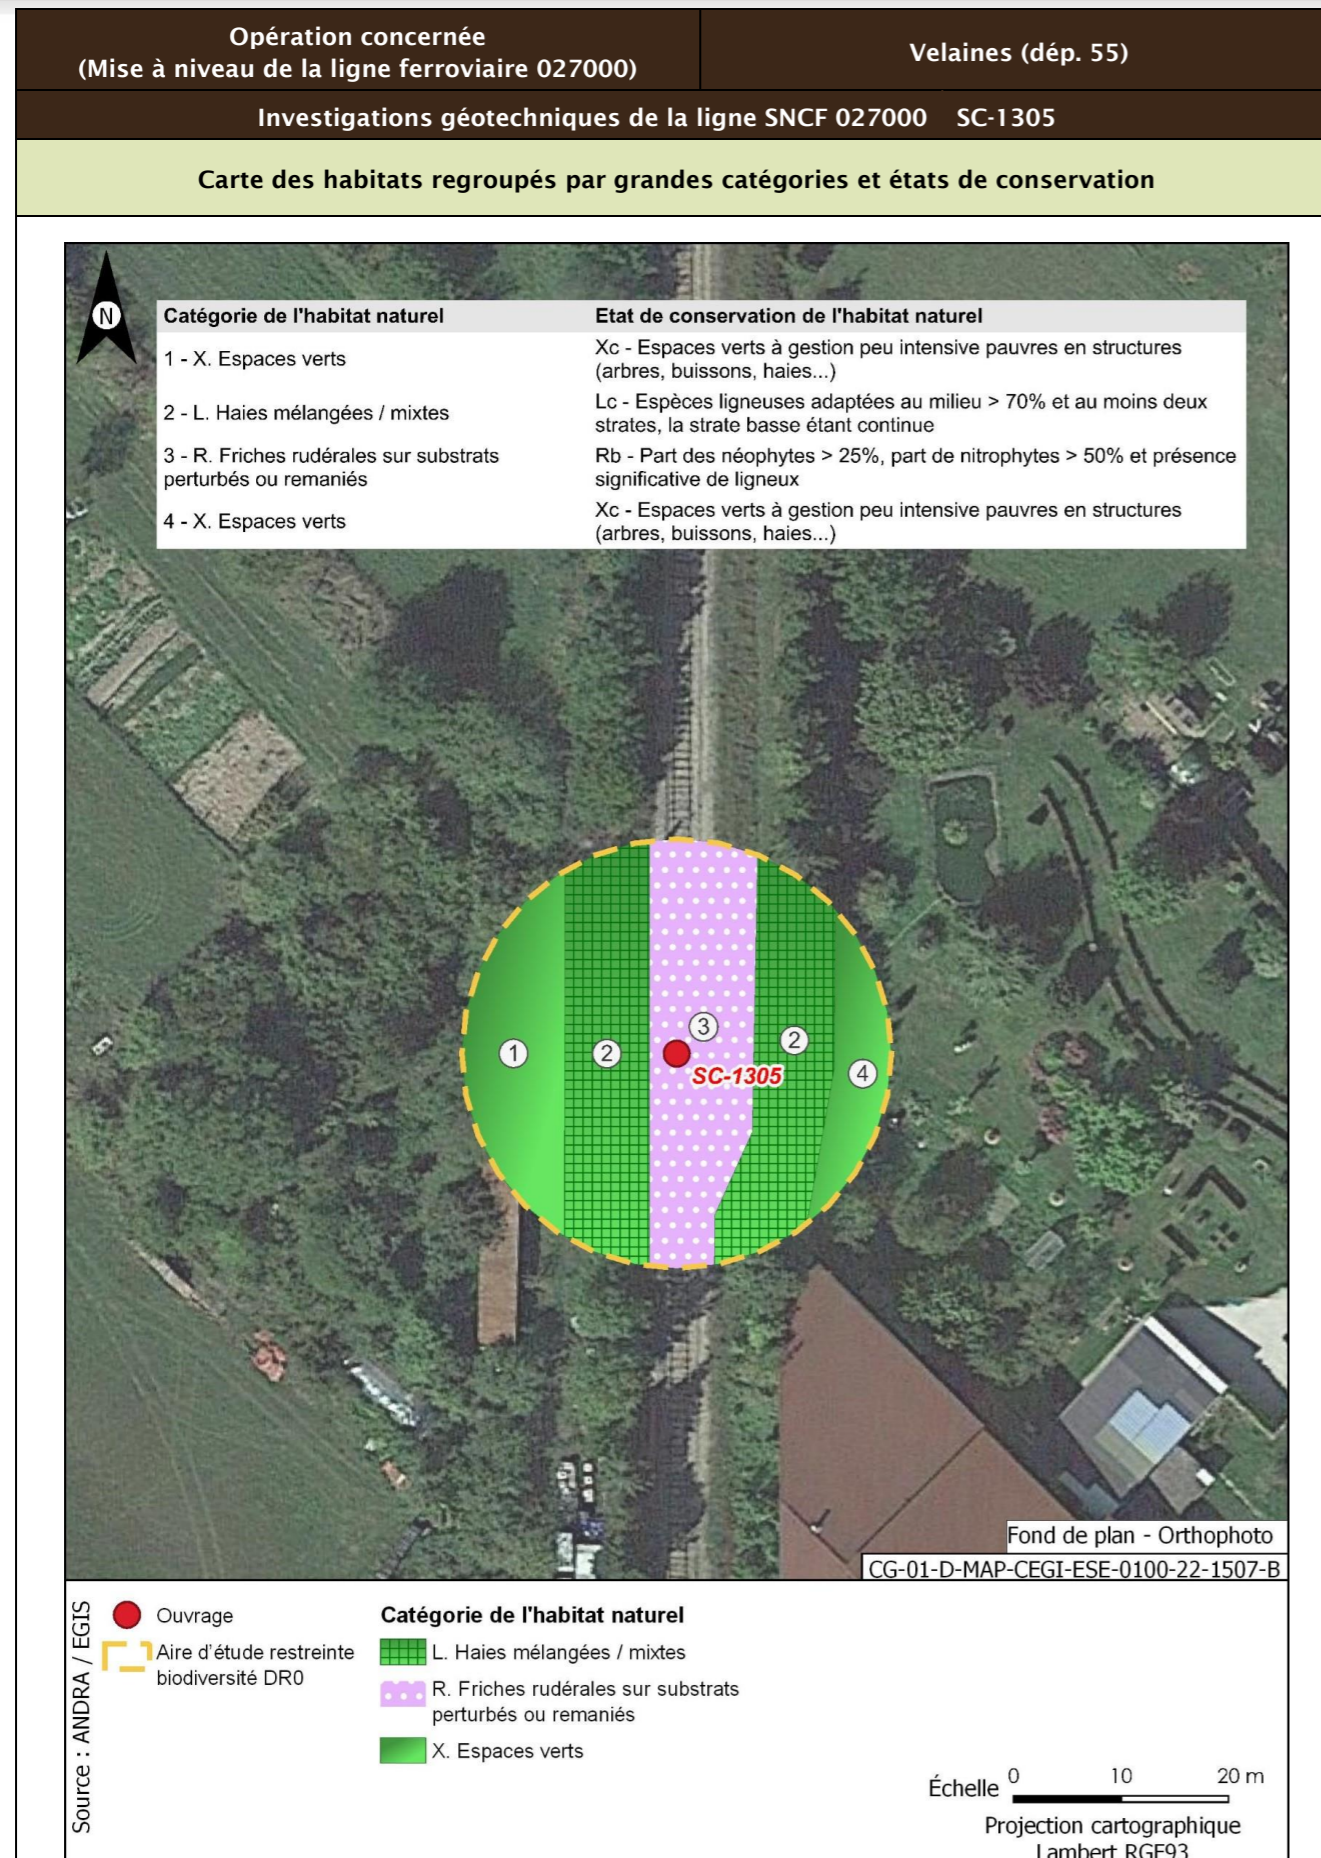 Opération concernée
(Mise à niveau de la ligne ferroviaire 027000)
Velaines (dép. 55)
Investigations géotechniques de la ligne SNCF 027000 SC-1305
Carte des habitats regroupés par grandes catégories et états de conservation
N
Catégorie de l'habitat naturel
Etat de conservation de l'habitat naturel
1 - X. Espaces verts
Xc - Espaces verts à gestion peu intensive pauvres en structures
(arbres, buissons, haies...)
2 - L. Haies mélangées / mixtes
Lc - Espèces ligneuses adaptées au milieu > 70% et au moins deux
strates, la strate basse étant continue
3 - R. Friches rudérales sur substrats
perturbés ou remaniés
Rb - Part des néophytes > 25%, part de nitrophytes > 50% et présence
significative de ligneux
4 - X. Espaces verts
Xc - Espaces verts à gestion peu intensive pauvres en structures
(arbres, buissons, haies...)
1
2
3
2
4
SC-1305
Fond de plan - Orthophoto
CG-01-D-MAP-CEGI-ESE-0100-22-1507-B
Source : ANDRA / EGIS
Ouvrage
Aire d'étude restreinte
biodiversité DR0
Catégorie de l'habitat naturel
L. Haies mélangées / mixtes
R. Friches rudérales sur substrats
perturbés ou remaniés
X. Espaces verts
Échelle 0 10 20 m
Projection cartographique
Lambert RGF93